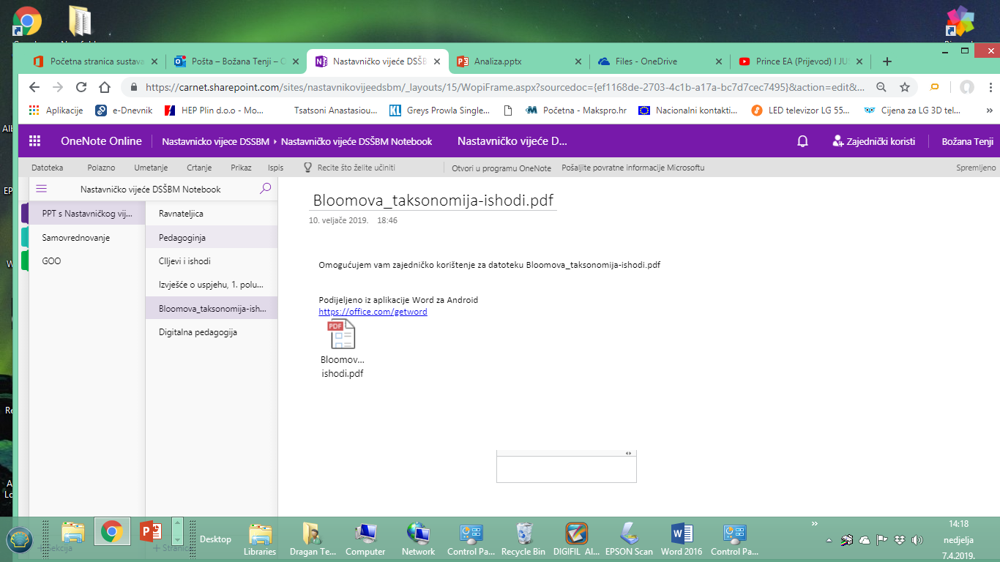 Početna stranica sustava
Pošta – Božana Tenji – O
Nastavničko vijeće DSŠB
Analiza.pptx
Files - OneDrive
Prince EA (Prijevod) I JUS
https://carnet.sharepoint.com/sites/nastavnikovijeedsbm/_layouts/15/WopiFrame.aspx?sourcedoc={ef1168de-2703-4c1b-a17a-bc7d7cec7495}&action=edit&...
Aplikacije
e-Dnevnik
HEP Plin d.o.o - Mo...
Tsatsoni Anastasiou...
Greys Prowla Single...
Početna - Makspro.hr
Nacionalni kontakti...
LED televizor LG 55...
Cijena za LG 3D tel...
»
OneNote Online
Nastavnicko vijece DSSBM
Nastavničko vijeće DSŠBM Notebook
Nastavničko vijeće D...
Zajednički koristi
Božana Tenji
Datoteka
Polazno
Umetanje
Crtanje
Prikaz
Ispis
Recite što želite učiniti
Otvori u programu OneNote
Pošaljite povratne informacije Microsoftu
Spremljeno
Nastavničko vijeće DSŠBM Notebook
PPT s Nastavničkog vij...
Samovrednovanje
GOO
Ravnateljica
Pedagoginja
CIljevi i ishodi
Izvješće o uspjehu, 1. polu...
Bloomova_taksonomija-ish...
Digitalna pedagogija
Bloomova_taksonomija-ishodi.pdf
10. veljače 2019. 18:46
Omogućujem vam zajedničko korištenje za datoteku Bloomova_taksonomija-ishodi.pdf
Podijeljeno iz aplikacije Word za Android
https://office.com/getword
PDF
Bloomov...
ishodi.pdf
+ Sekcija
+ Stranica
Desktop
Libraries
Dragan Te...
Computer
Network
Control Pa...
Recycle Bin
DIGIFIL Al...
EPSON Scan
Word 2016
Control Pa...
»
14:18
nedjelja
7.4.2019.